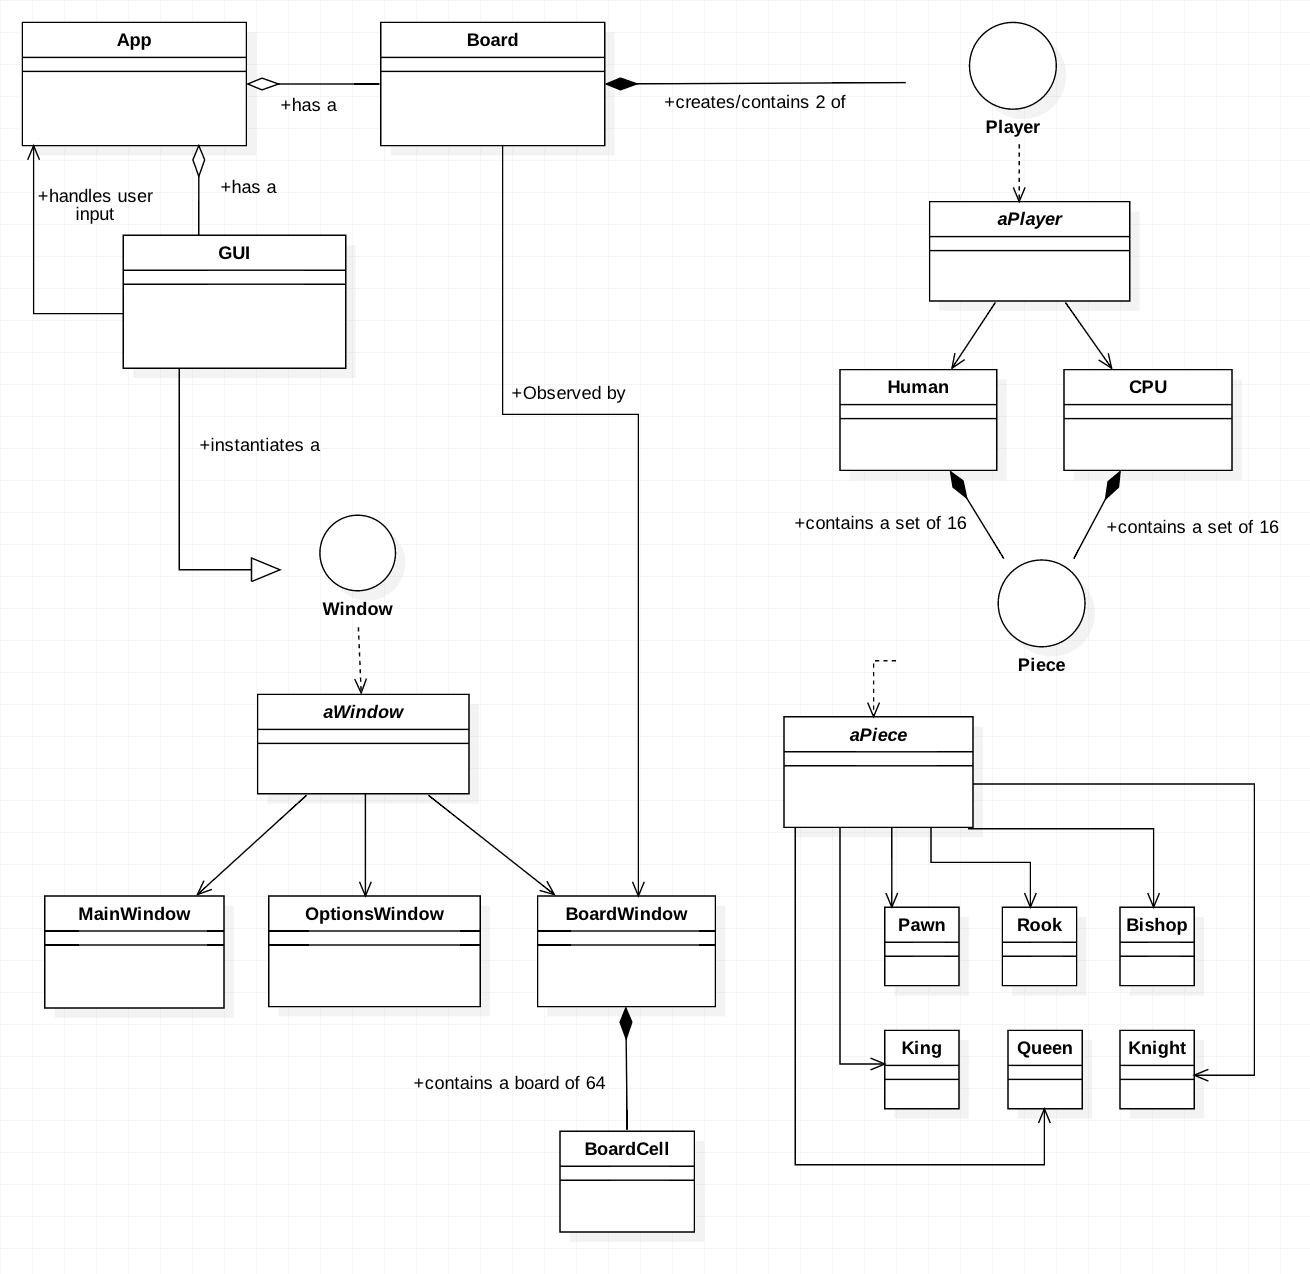 App
Board
+has a
+creates/contains 2 of
Player
+handles user
input
+has a
aPlayer
GUI
Human
CPU
+Observed by
+instantiates a
+contains a set of 16
+contains a set of 16
Window
Piece
aWindow
aPiece
MainWindow
OptionsWindow
BoardWindow
Pawn
Rook
Bishop
King
Queen
Knight
+contains a board of 64
BoardCell